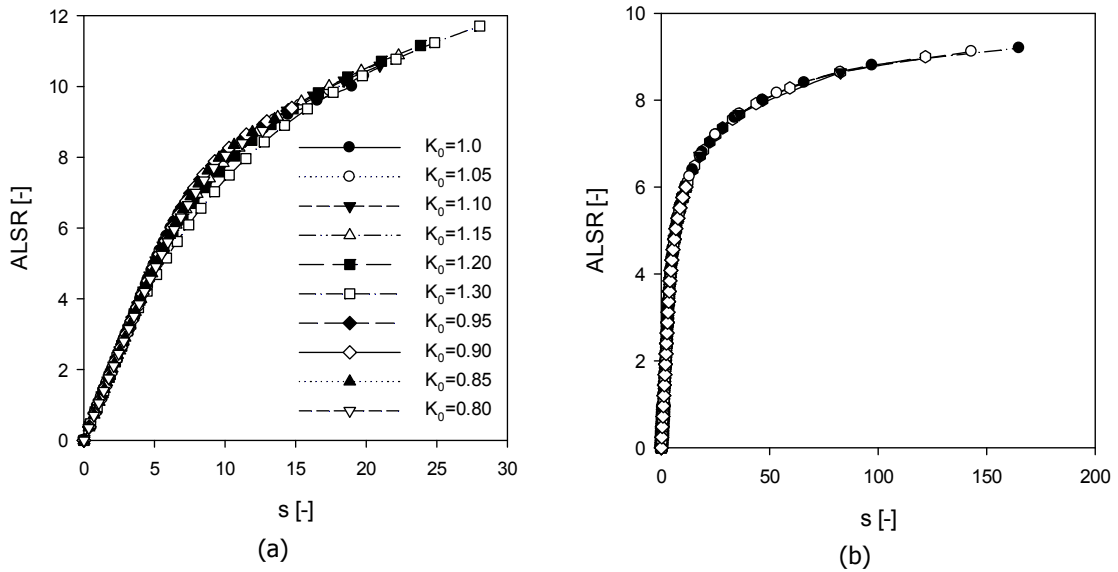 12
10
8
6
4
2
0
ALSR [-]
0 5 10 15 20 25 30
s [-]
(a)
K0=1.0
K0=1.05
K0=1.10
K0=1.15
K0=1.20
K0=1.30
K0=0.95
K0=0.90
K0=0.85
K0=0.80
10
8
6
4
2
0
ALSR [-]
0 50 100 150 200
s [-]
(b)